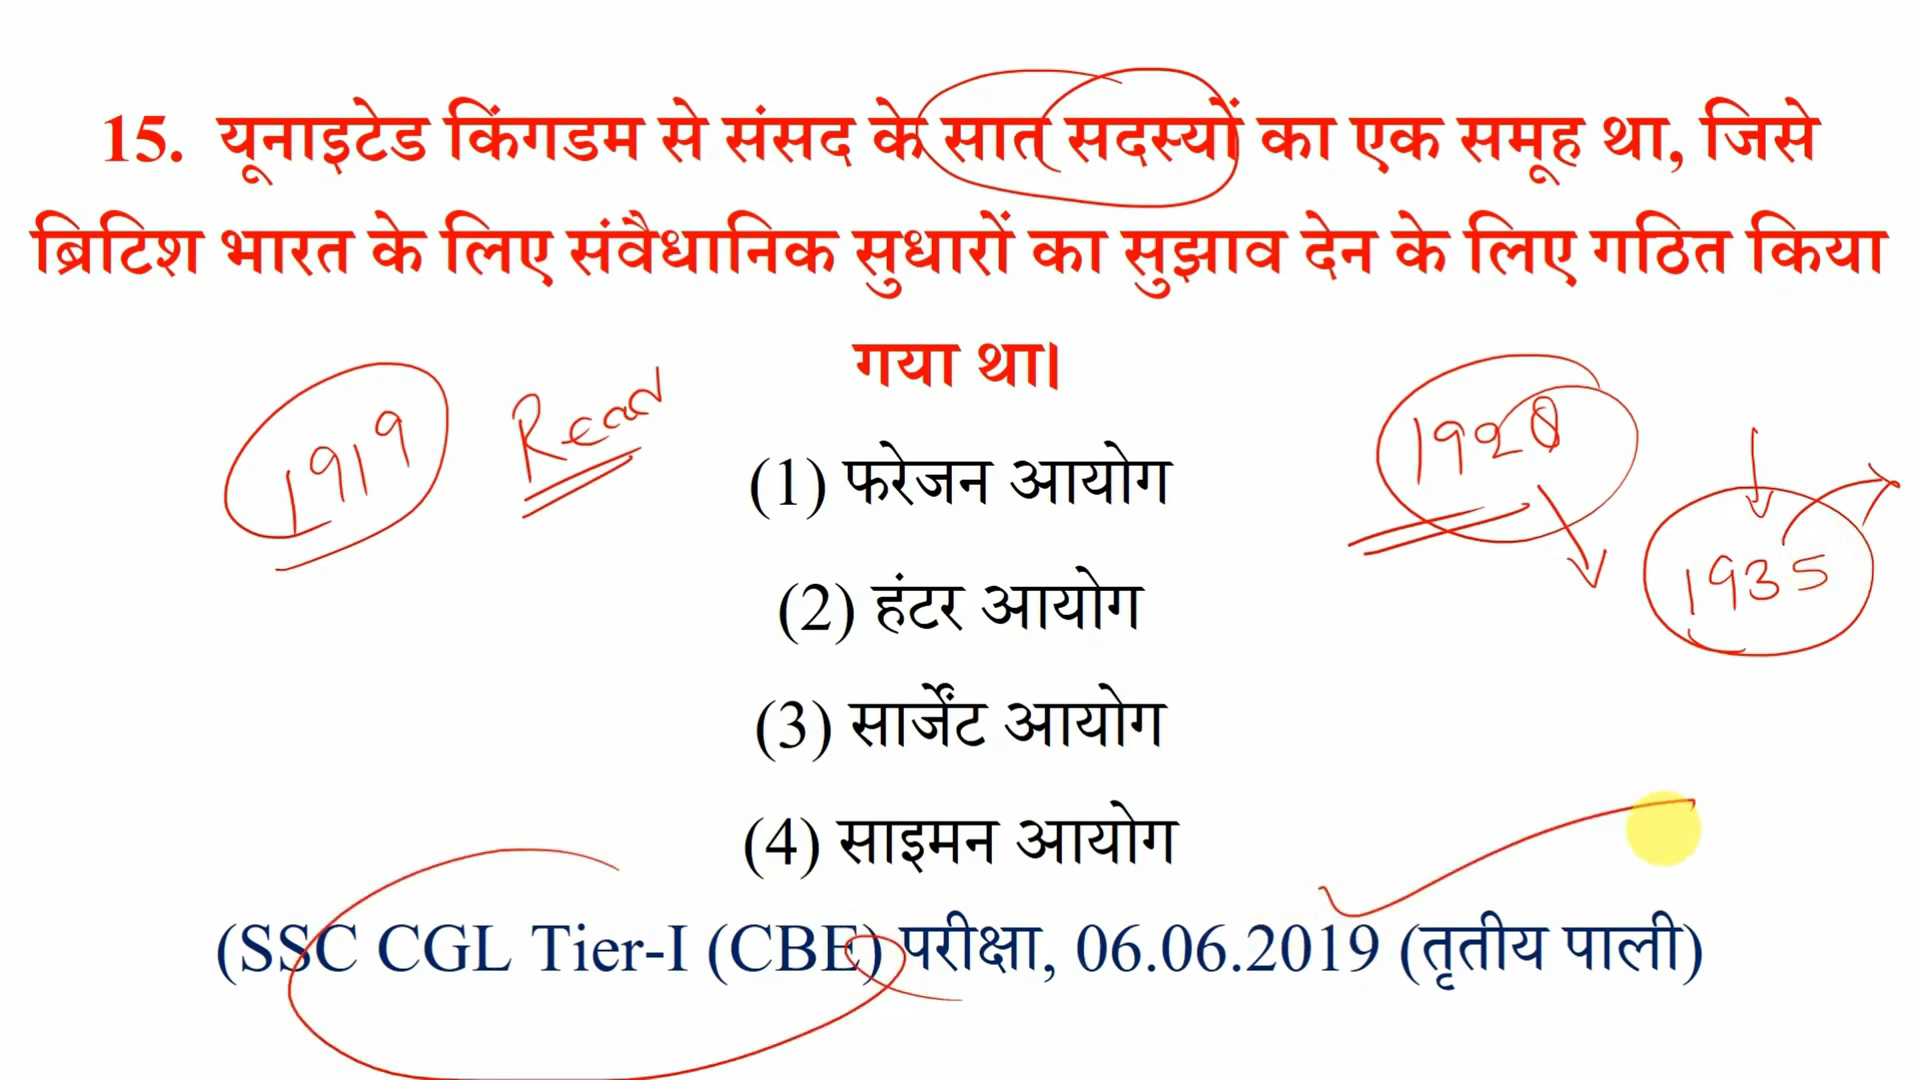 15. यूनाइटेड किंगडम से संसद के सात सदस्यों का एक समूह था, जिसे
ब्रिटिश भारत के लिए संवैधानिक सुधारों का सुझाव देन के लिए गठित किया
गया था।
1919 Read 1928
(1) फरेजन आयोग
1935
(2) हंटर आयोग
(3) सार्जेंट आयोग
(4) साइमन आयोग
(SSC CGL Tier-I (CBE) परीक्षा, 06.06.2019 (तृतीय पाली)